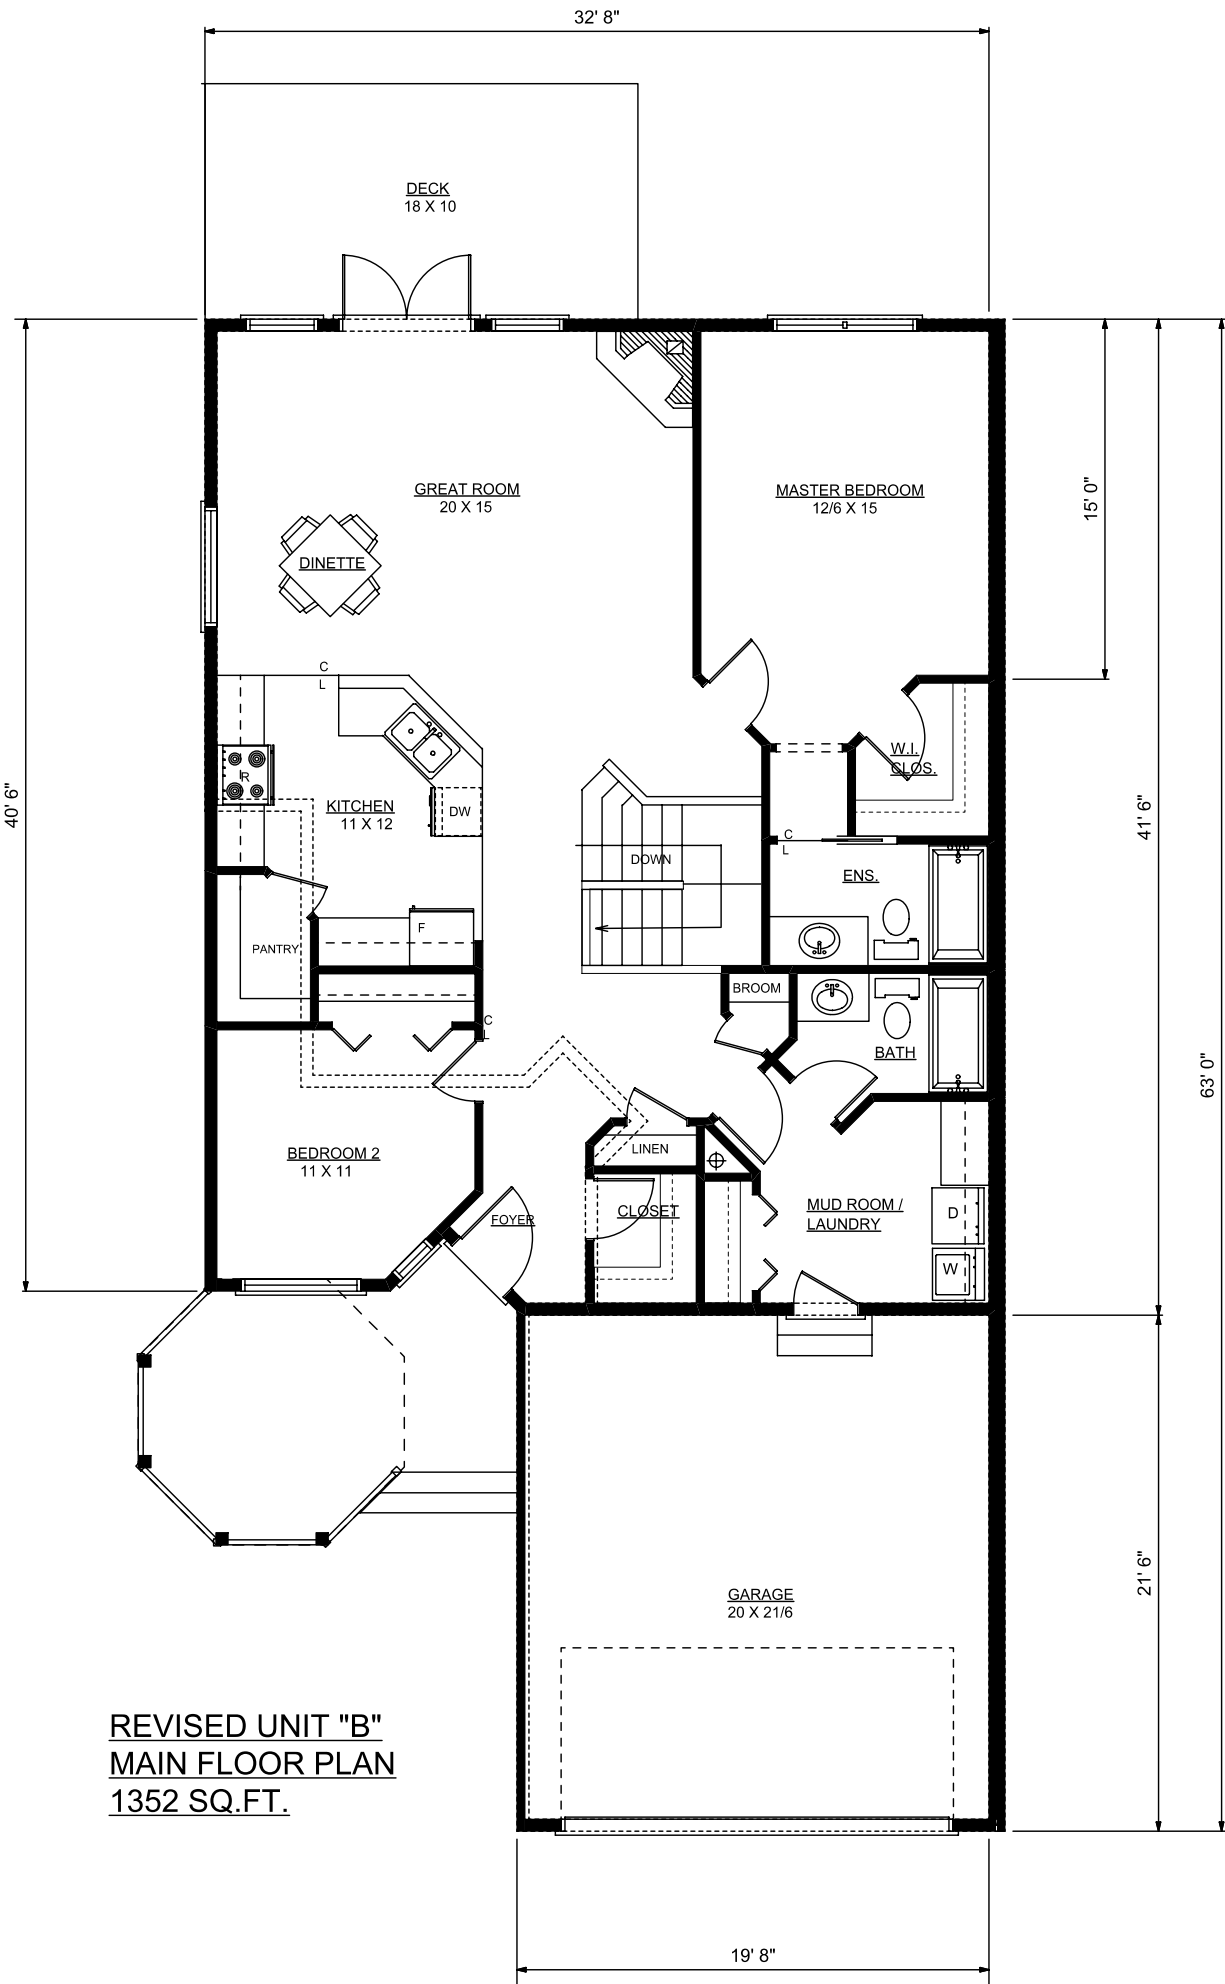 32' 8"
DECK
18 X 10
GREAT ROOM
20 X 15
MASTER BEDROOM
12/6 X 15
15' 0"
DINETTE
C
L
W.I.
CLOS.
R
KITCHEN
11 X 12
DW
40' 6"
41' 6"
C
L
DOWN
ENS.
F
PANTRY
BROOM
C
L
BATH
63' 0"
LINEN
BEDROOM 2
11 X 11
FOYER
CLOSET
MUD ROOM /
LAUNDRY
D
W
21' 6"
GARAGE
20 X 21/6
REVISED UNIT "B"
MAIN FLOOR PLAN
1352 SQ.FT.
19' 8"